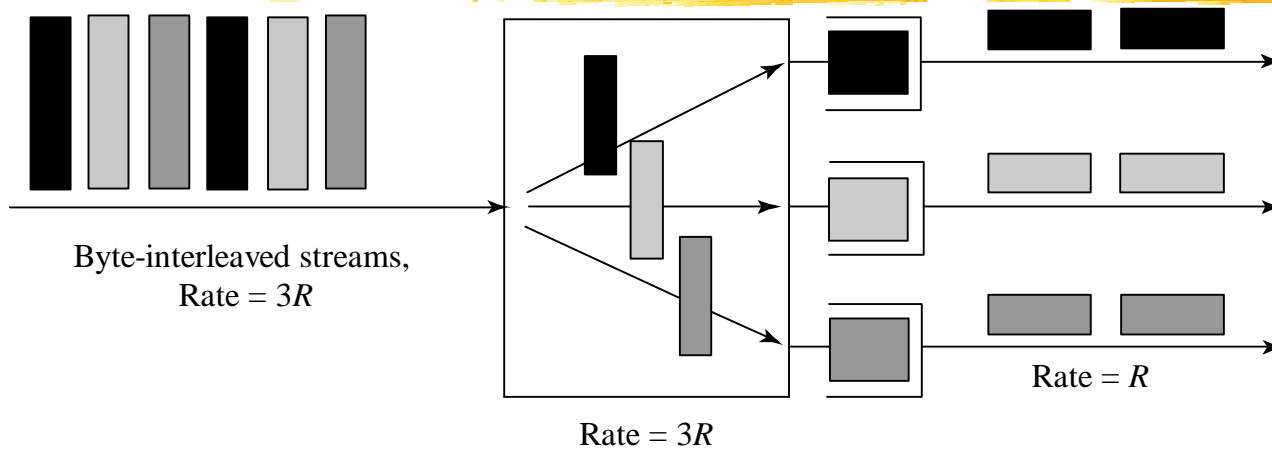 Byte-interleaved streams,
Rate = 3R
Rate = 3R
Rate = R